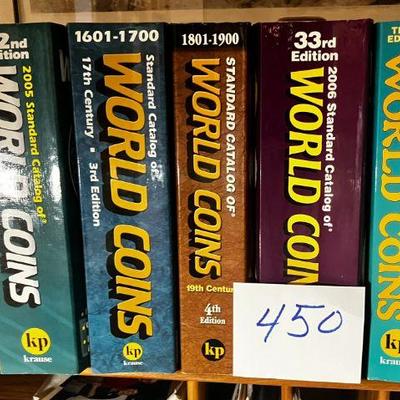 2nd
Edition
2005 Standard Catalog of®
WORLD COINS
kp
krause
1601-1700
Standard Catalog of®
17th Century • 3rd Edition
WORLD COINS
kp
krause
1801-1900
STANDARD CATALOG OF®
WORLD COINS
19th Century
4th
Edition
kp
33rd
Edition
2006 Standard Catalog of®
WORLD COIN
450
kp
krause